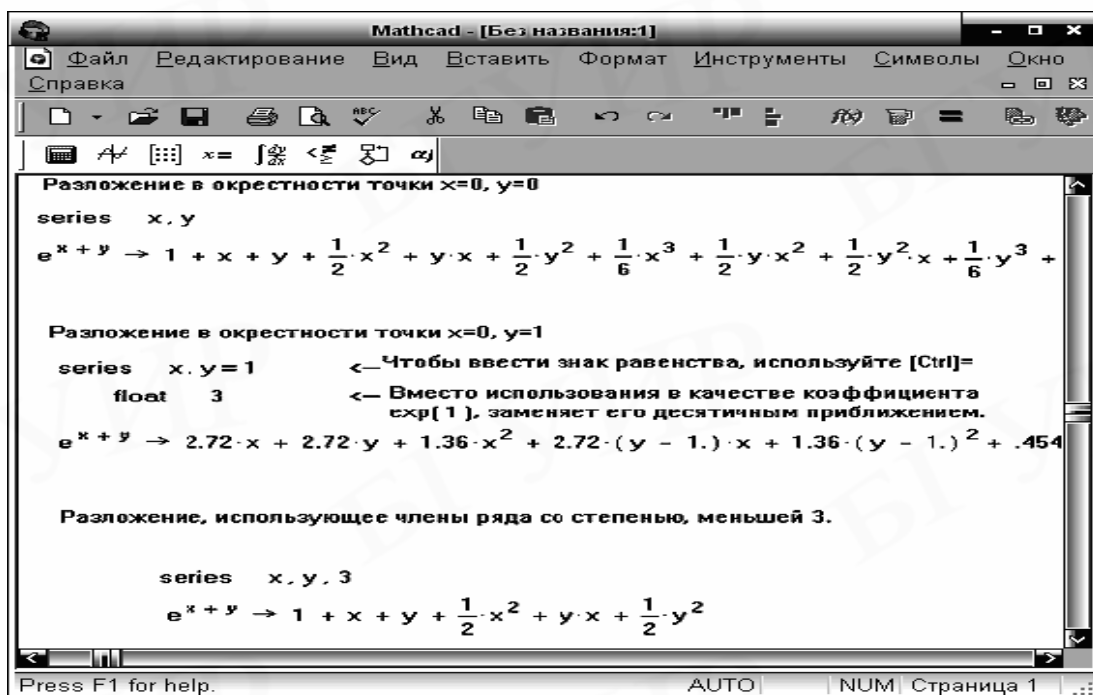 Mathcad - [Без названия:1]
Файл Редактирование Вид Вставить Формат Инструменты Символы Окно
Справка
Разложение в окрестности точки x=0, y=0
series x, y
e^{x + y} → 1 + x + y + 1/2·x^2 + y·x + 1/2·y^2 + 1/6·x^3 + 1/2·y·x^2 + 1/2·y^2·x + 1/6·y^3 +
Разложение в окрестности точки x=0, y=1
series x, y = 1 <— Чтобы ввести знак равенства, используйте [Ctrl]=
float 3 <— Вместо использования в качестве коэффициента
exp( 1 ), заменяет его десятичным приближением.
e^{x + y} → 2.72·x + 2.72·y + 1.36·x^2 + 2.72·(y − 1.)·x + 1.36·(y − 1.)^2 + .454
Разложение, использующее члены ряда со степенью, меньшей 3.
series x, y, 3
e^{x + y} → 1 + x + y + 1/2·x^2 + y·x + 1/2·y^2
Press F1 for help. AUTO NUM Страница 1